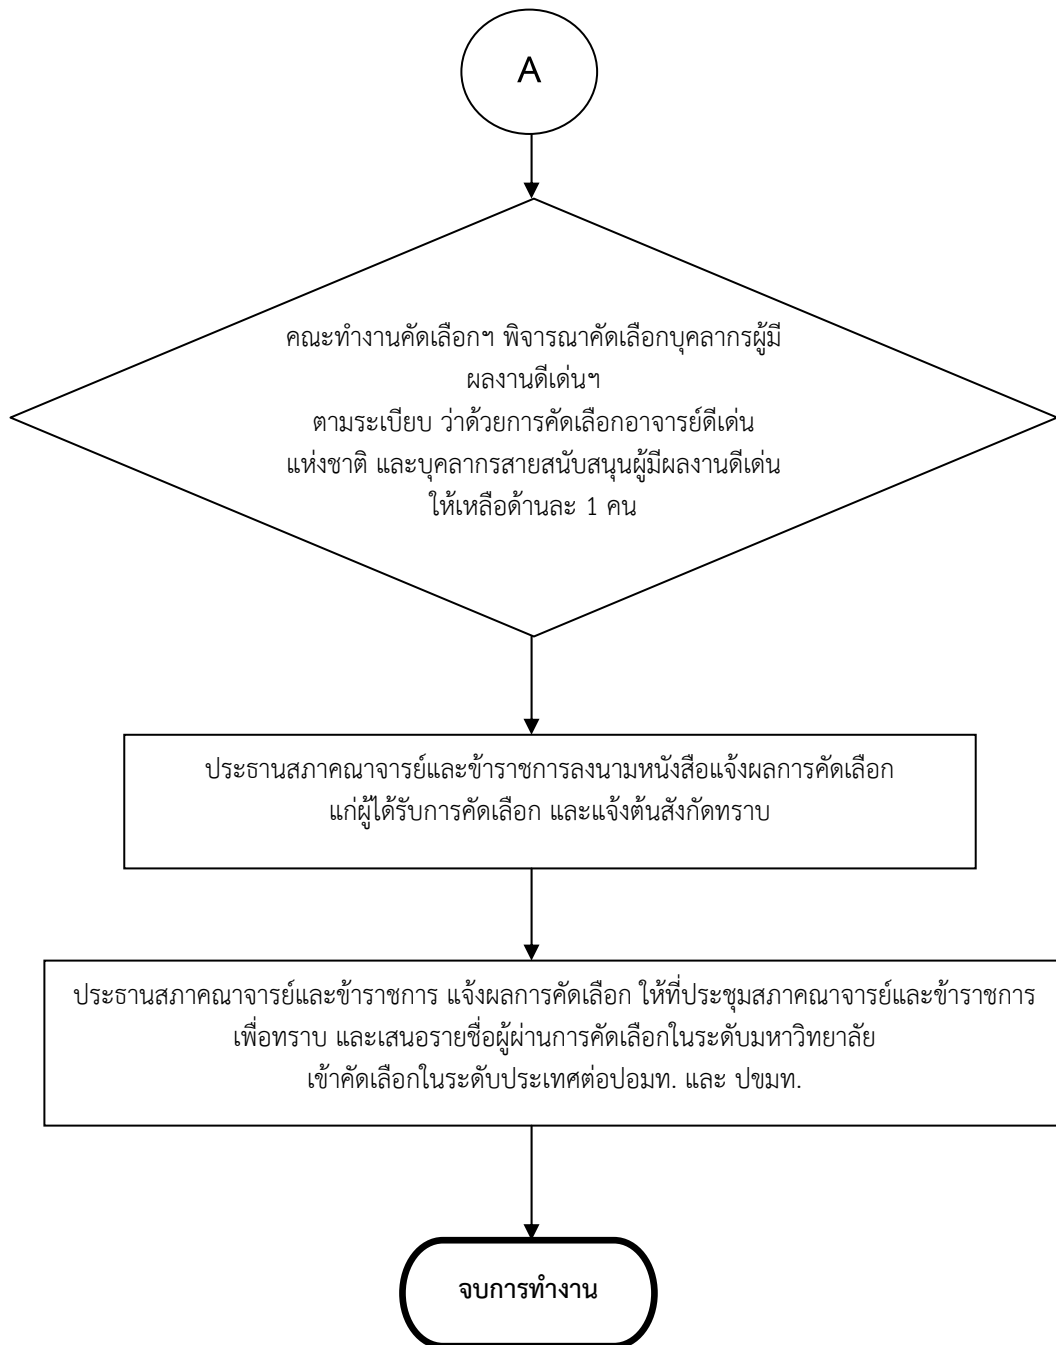 A
คณะทำงานคัดเลือกฯ พิจารณาคัดเลือกบุคลากรผู้มี
ผลงานดีเด่นฯ
ตามระเบียบ ว่าด้วยการคัดเลือกอาจารย์ดีเด่น
แห่งชาติ และบุคลากรสายสนับสนุนผู้มีผลงานดีเด่น
ให้เหลือด้านละ 1 คน
ประธานสภาคณาจารย์และข้าราชการลงนามหนังสือแจ้งผลการคัดเลือก
แก่ผู้ได้รับการคัดเลือก และแจ้งต้นสังกัดทราบ
ประธานสภาคณาจารย์และข้าราชการ แจ้งผลการคัดเลือก ให้ที่ประชุมสภาคณาจารย์และข้าราชการ
เพื่อทราบ และเสนอรายชื่อผู้ผ่านการคัดเลือกในระดับมหาวิทยาลัย
เข้าคัดเลือกในระดับประเทศต่อปอมท. และ ปขมท.
จบการทำงาน